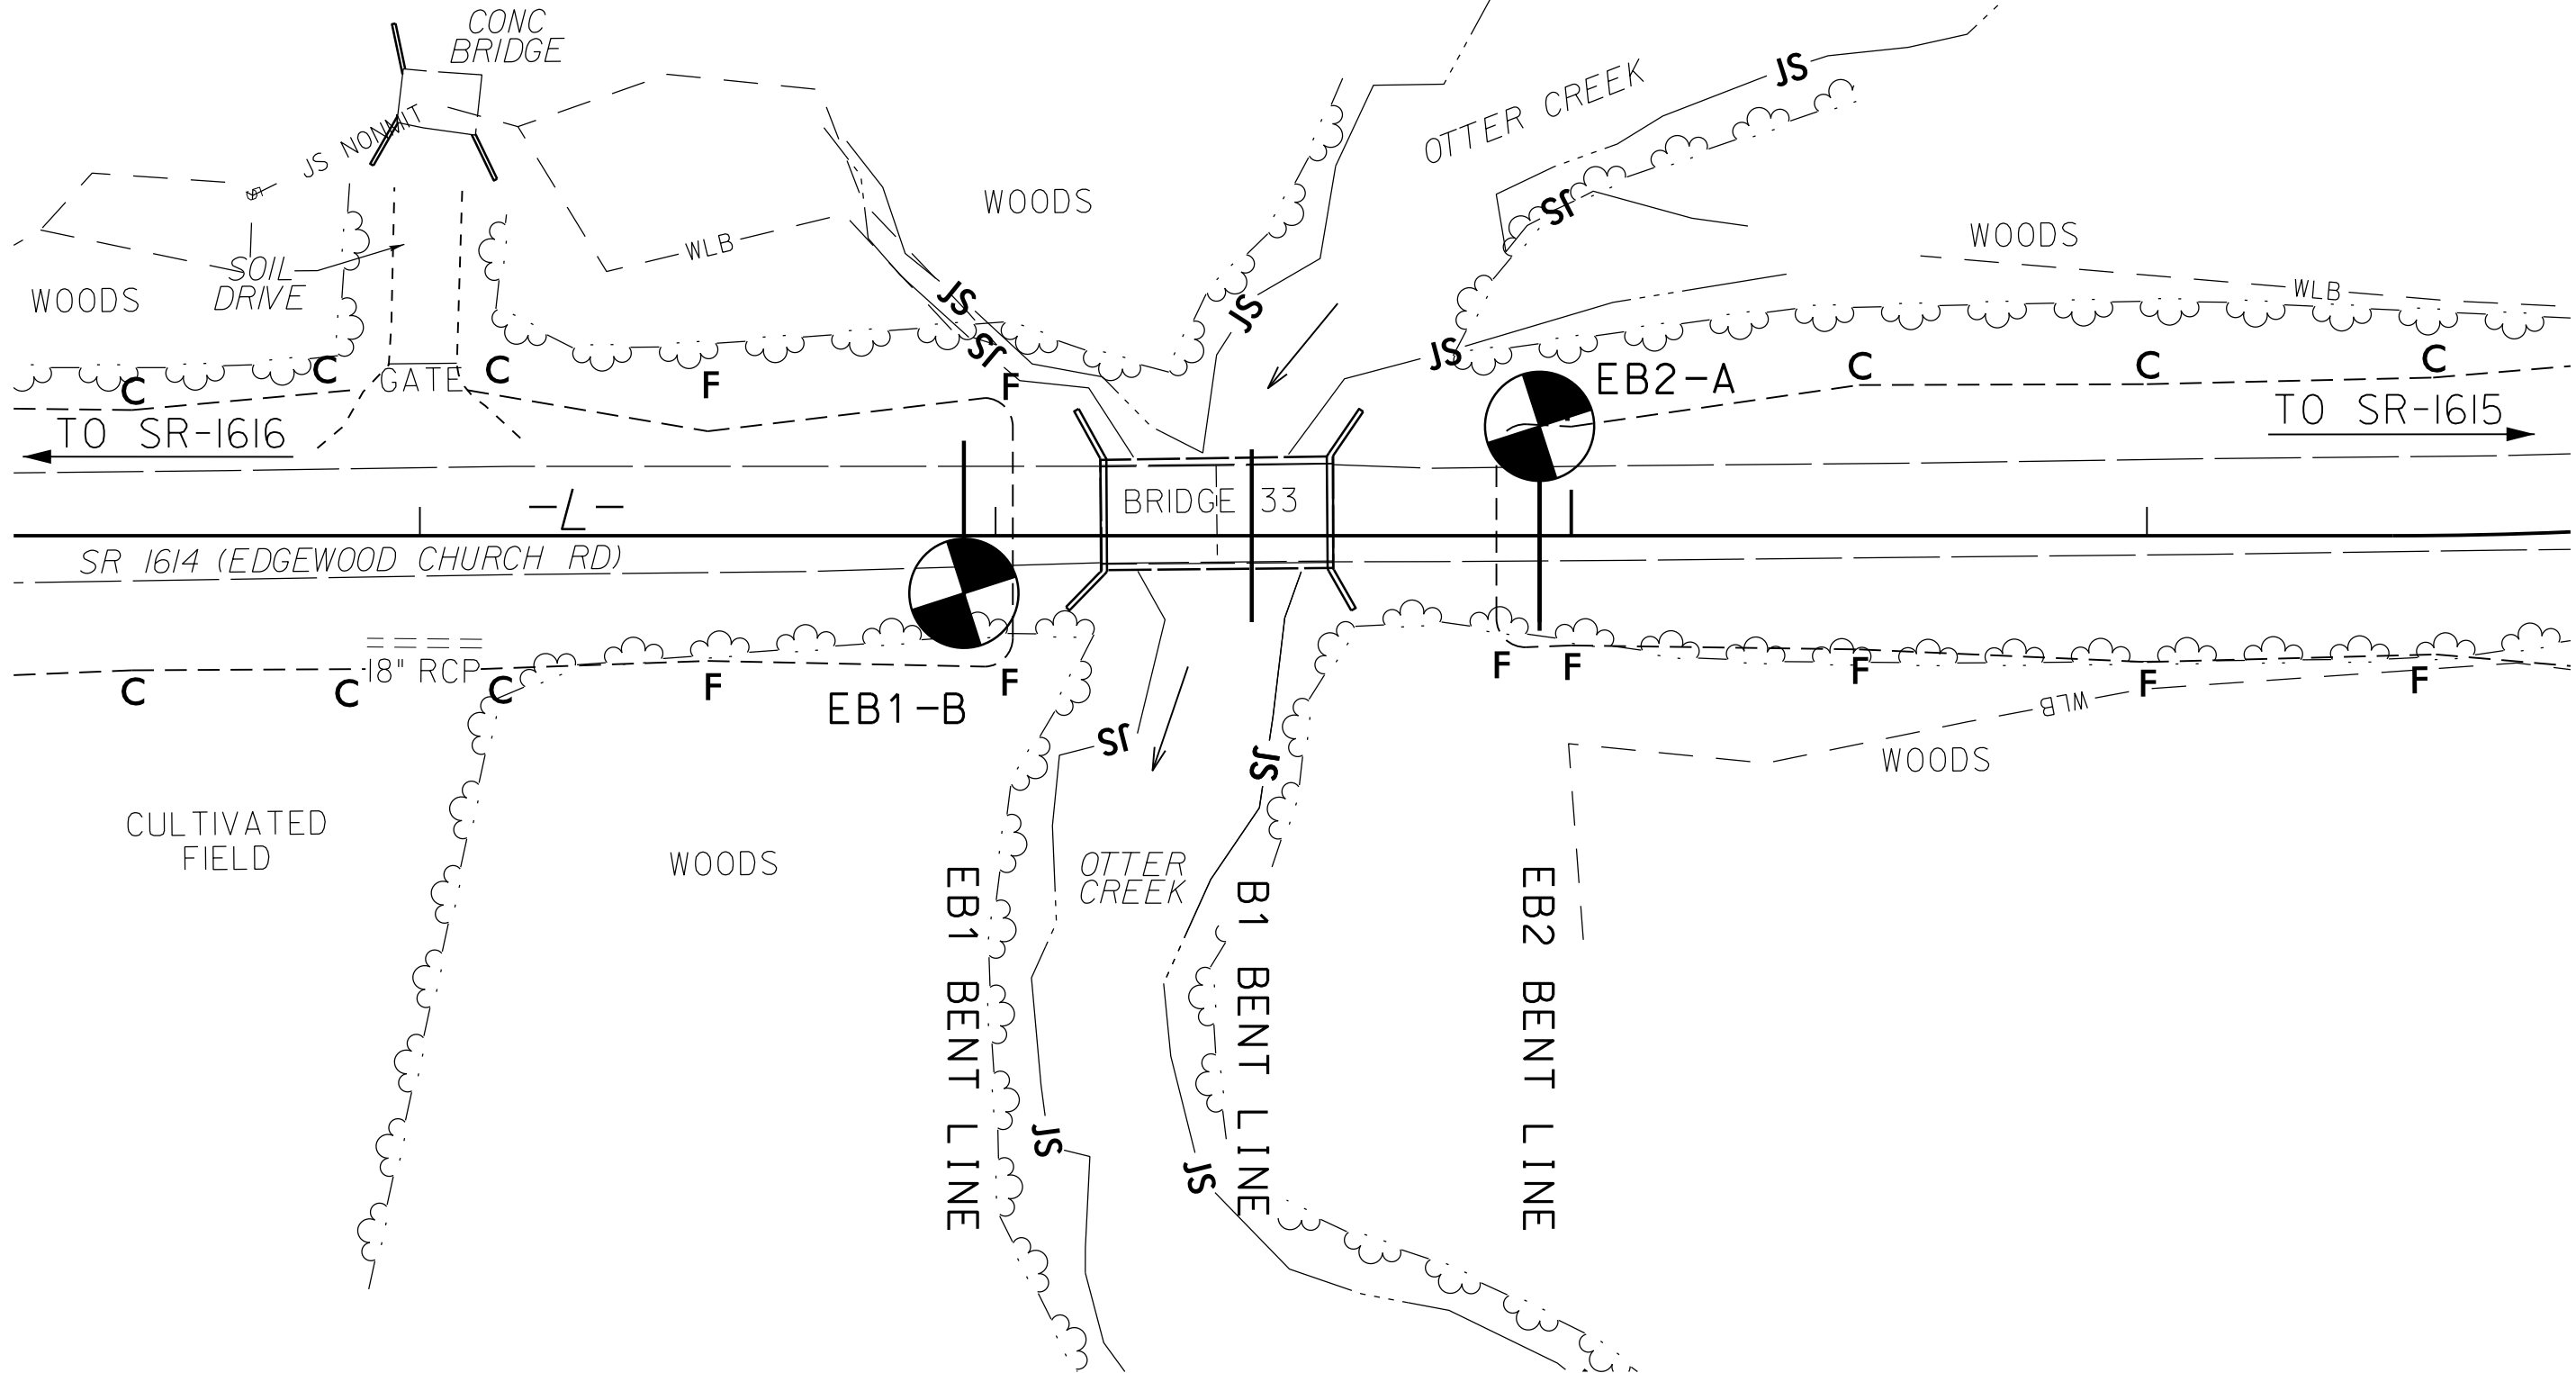 CONC
BRIDGE
JS
OTTER CREEK
JS NONMIT
JS
WOODS
WOODS
WLB
WOODS
SOIL
DRIVE
WOODS
WLB
JS
JS
JS
JS
GATE
C
C
C
F
F
EB2-A
C
C
C
TO SR-1616
TO SR-1615
-L-
BRIDGE 33
SR 1614 (EDGEWOOD CHURCH RD)
18" RCP
C
C
C
F
F
F
F
F
F
F
EB1-B
WLB
JS
JS
WOODS
CULTIVATED
FIELD
WOODS
OTTER
CREEK
EB1 BENT LINE
B1 BENT LINE
EB2 BENT LINE
JS
JS